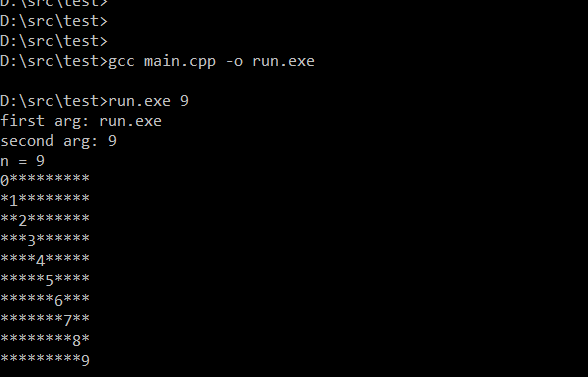 D:\src\test>
D:\src\test>
D:\src\test>
D:\src\test>gcc main.cpp -o run.exe
D:\src\test>run.exe 9
first arg: run.exe
second arg: 9
n = 9
0*********
*1********
**2*******
***3******
****4*****
*****5****
******6***
*******7**
********8*
*********9